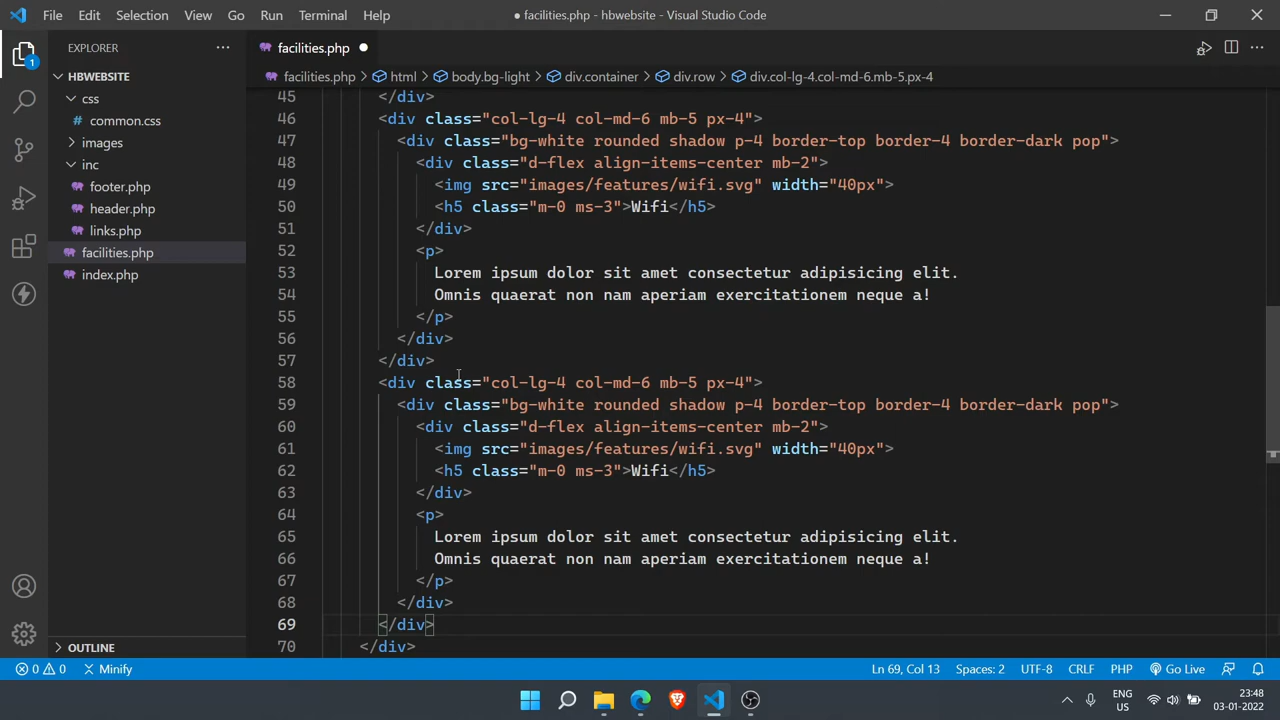 File Edit Selection View Go Run Terminal Help
● facilities.php - hbwebsite - Visual Studio Code
EXPLORER
HBWEBSITE
css
# common.css
images
inc
footer.php
header.php
links.php
facilities.php
index.php
OUTLINE
1
facilities.php
facilities.php > html > body.bg-light > div.container > div.row > div.col-lg-4.col-md-6.mb-5.px-4
45 </div>
46 <div class="col-lg-4 col-md-6 mb-5 px-4">
47 <div class="bg-white rounded shadow p-4 border-top border-4 border-dark pop">
48 <div class="d-flex align-items-center mb-2">
49 <img src="images/features/wifi.svg" width="40px">
50 <h5 class="m-0 ms-3">Wifi</h5>
51 </div>
52 <p>
53 Lorem ipsum dolor sit amet consectetur adipisicing elit.
54 Omnis quaerat non nam aperiam exercitationem neque a!
55 </p>
56 </div>
57 </div>
58 <div class="col-lg-4 col-md-6 mb-5 px-4">
59 <div class="bg-white rounded shadow p-4 border-top border-4 border-dark pop">
60 <div class="d-flex align-items-center mb-2">
61 <img src="images/features/wifi.svg" width="40px">
62 <h5 class="m-0 ms-3">Wifi</h5>
63 </div>
64 <p>
65 Lorem ipsum dolor sit amet consectetur adipisicing elit.
66 Omnis quaerat non nam aperiam exercitationem neque a!
67 </p>
68 </div>
69 </div>
70 </div>
0 0 Minify
Ln 69, Col 13 Spaces: 2 UTF-8 CRLF PHP Go Live
ENG
US
23:48
03-01-2022